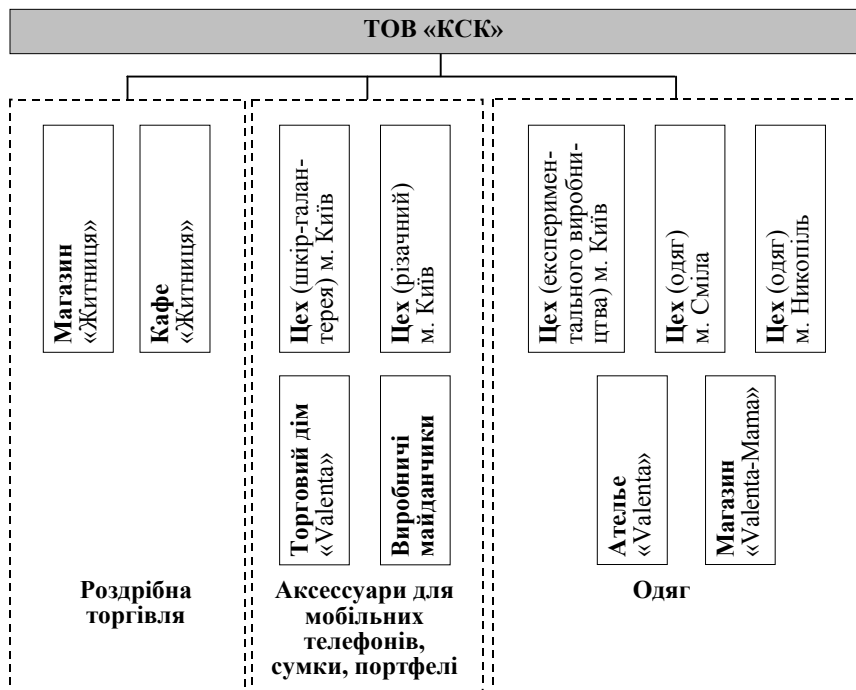 ТОВ «КСК»
Магазин
«Житниця»
Кафе
«Житниця»
Цех (шкір-галан-
терея) м. Київ
Цех (різачний)
м. Київ
Цех (експеримен-
тального виробни-
цтва) м. Київ
Цех (одяг)
м. Сміла
Цех (одяг)
м. Никопіль
Торговий дім
«Valenta»
Виробничі
майданчики
Ателье
«Valenta»
Магазин
«Valenta-Mama»
Роздрібна
торгівля
Аксессуари для
мобільних
телефонів,
сумки, портфелі
Одяг